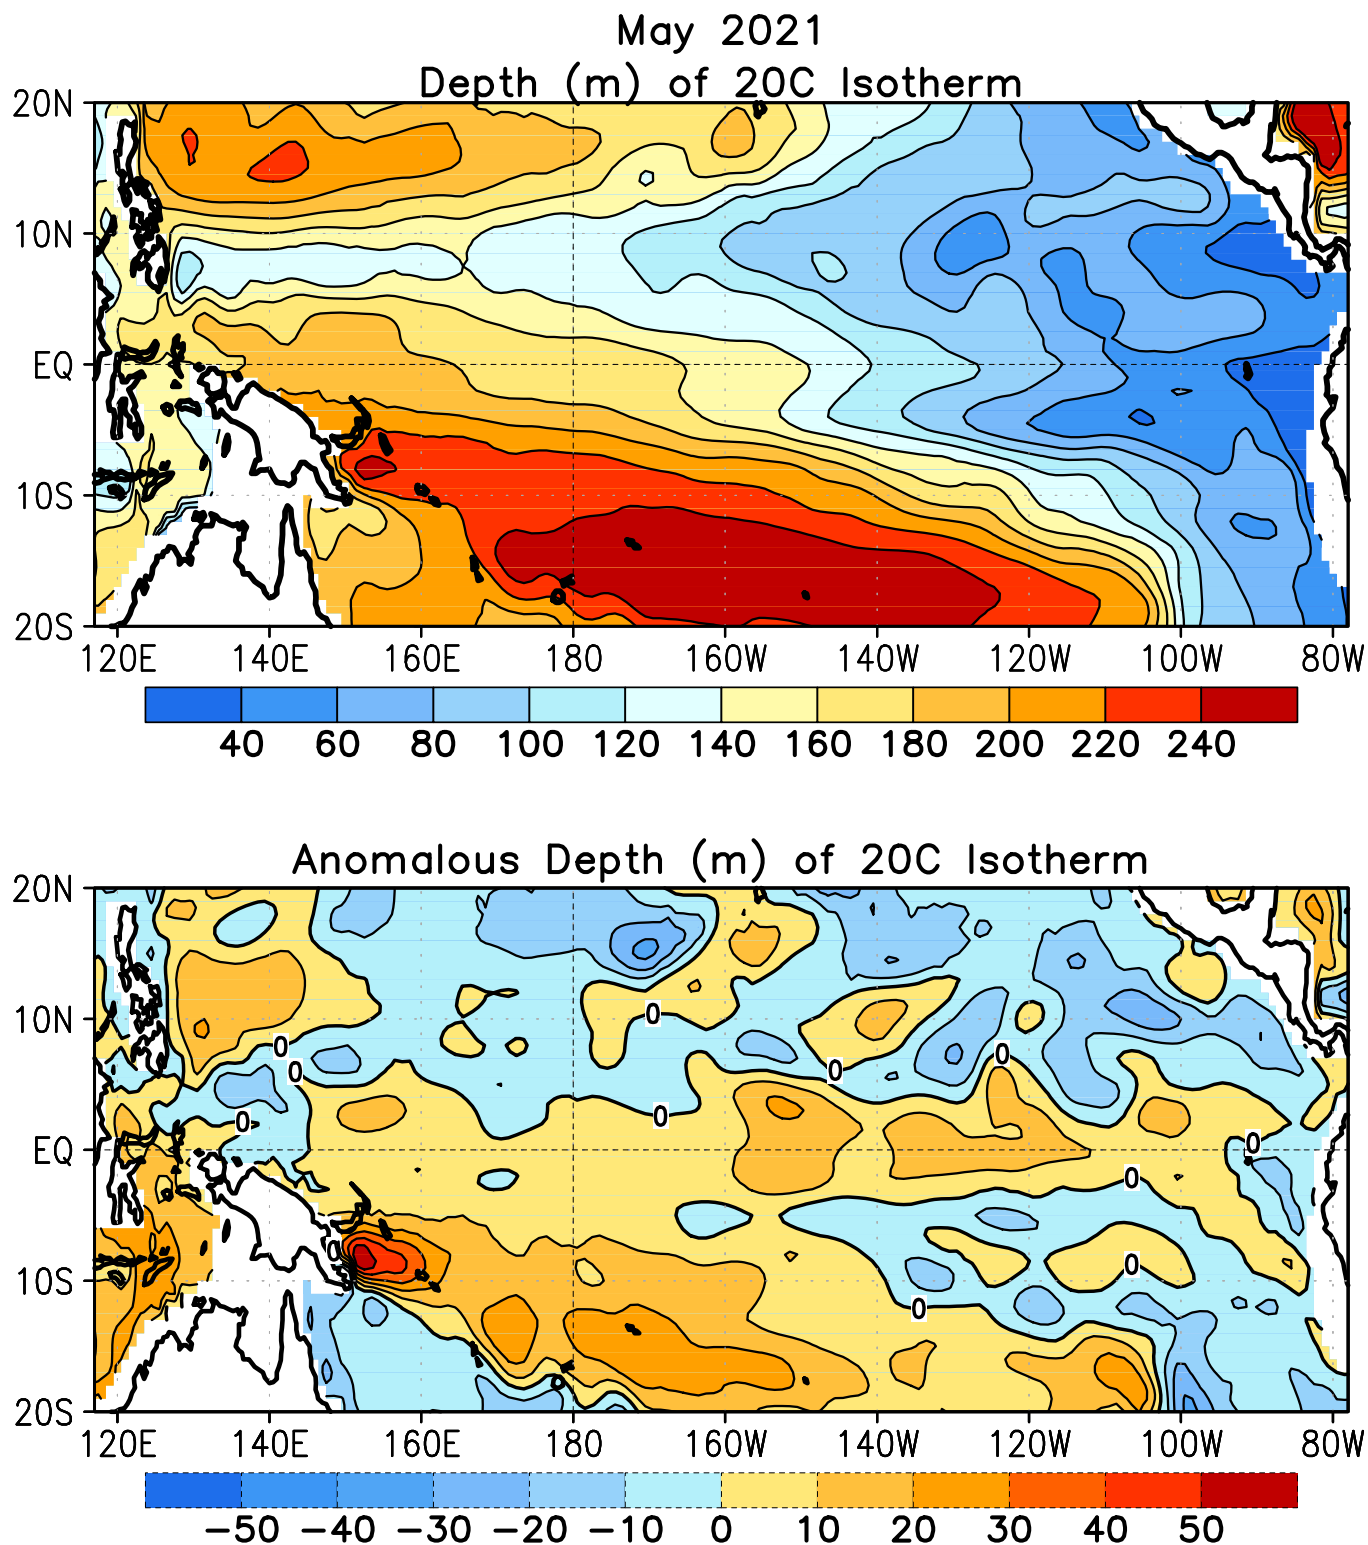 May 2021
Depth (m) of 20C Isotherm
20N
10N
EQ
10S
20S
120E 140E 160E 180 160W 140W 120W 100W 80W
40 60 80 100 120 140 160 180 200 220 240
Anomalous Depth (m) of 20C Isotherm
20N
0
10N
0 0
0 0
0 0
0
EQ
0
0 0
10S
0
20S
120E 140E 160E 180 160W 140W 120W 100W 80W
-50 -40 -30 -20 -10 0 10 20 30 40 50